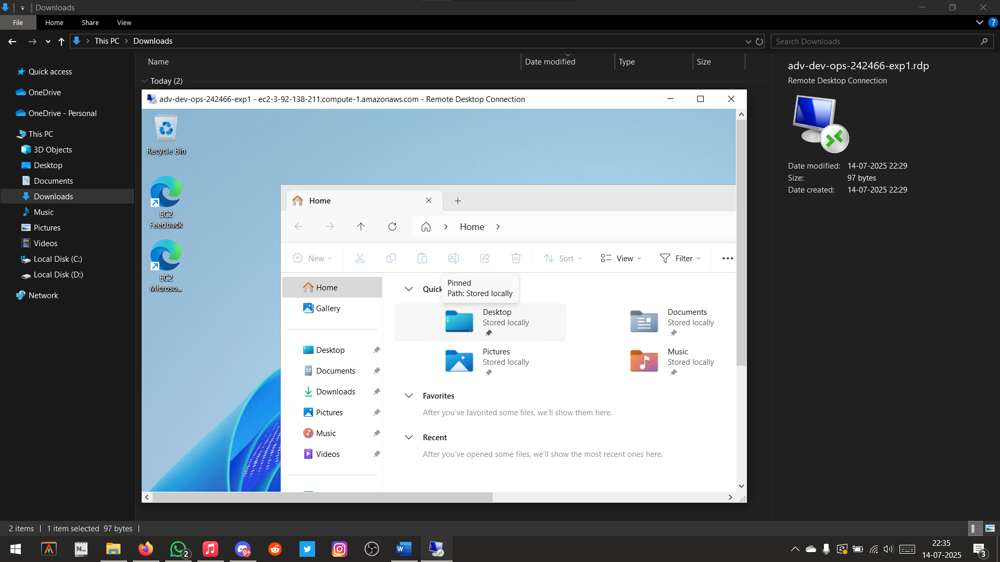 Downloads
File
Home
Share
View
This PC
Downloads
Search Downloads
Quick access
OneDrive
OneDrive - Personal
This PC
3D Objects
Desktop
Documents
Downloads
Music
Pictures
Videos
Local Disk (C:)
Local Disk (D:)
Network
Name
Date modified
Type
Size
Today (2)
adv-dev-ops-242466-exp1 - ec2-3-92-138-211.compute-1.amazonaws.com - Remote Desktop Connection
Recycle Bin
EC2
Feedback
EC2
Microso...
Home
Home
New
Sort
View
Filter
Home
Gallery
Desktop
Documents
Downloads
Pictures
Music
Videos
Quick
Pinned
Path: Stored locally
Desktop
Stored locally
Documents
Stored locally
Pictures
Stored locally
Music
Stored locally
Favorites
After you've favorited some files, we'll show them here.
Recent
After you've opened some files, we'll show the most recent ones here.
adv-dev-ops-242466-exp1.rdp
Remote Desktop Connection
Date modified: 14-07-2025 22:29
Size: 97 bytes
Date created: 14-07-2025 22:29
2 items
1 item selected 97 bytes
N
2
9+
W
22:35
14-07-2025
3